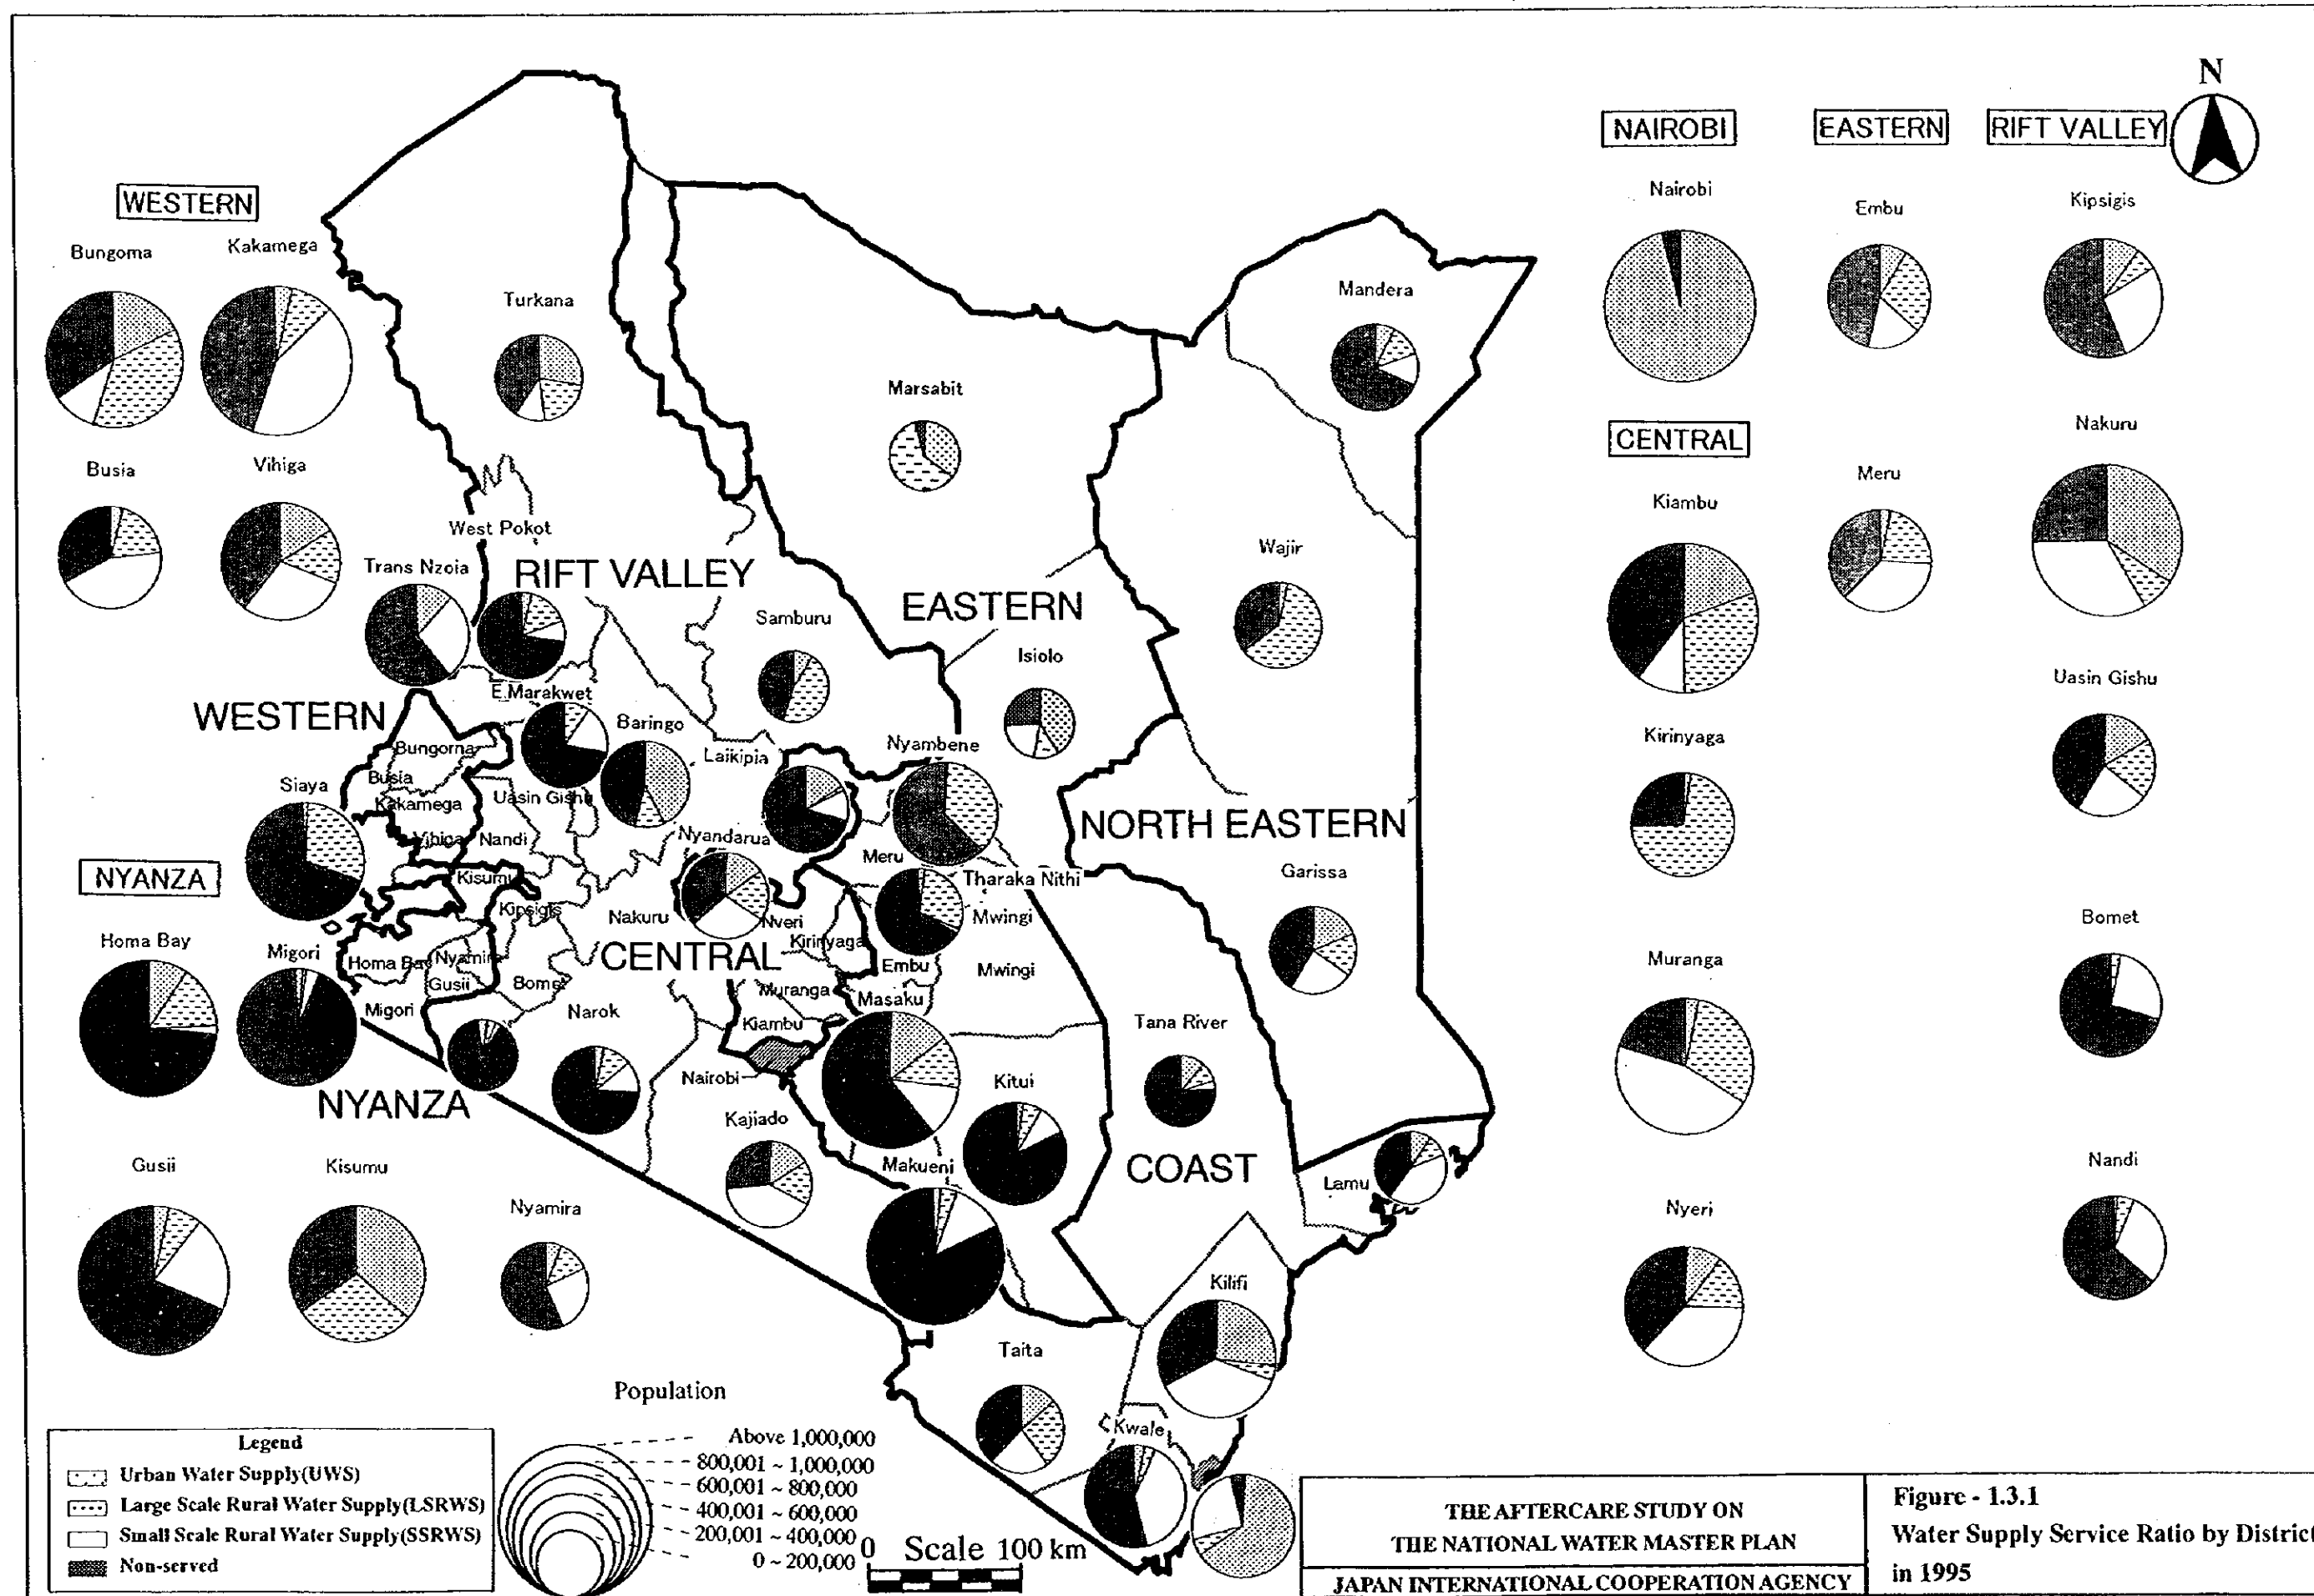 N
NAIROBI
EASTERN
RIFT VALLEY
Nairobi
Embu
Kipsigis
WESTERN
Bungoma
Kakamega
Turkana
Mandera
Marsabit
CENTRAL
Nakuru
Busia
Vihiga
Meru
Kiambu
West Pokot
Trans Nzoia
RIFT VALLEY
Wajir
EASTERN
Samburu
Isiolo
Uasin Gishu
E.Marakwet
WESTERN
Baringo
Bungorna
Laikipia
Nyambene
Kirinyaga
Busia
Siaya
Kakamega
Uasin Gishu
NORTH EASTERN
Vihiga
Nandi
Nyandarua
Meru
NYANZA
Kisumu
Tharaka Nithi
Garissa
Kipsigis
Nakuru
Nveri
Mwingi
Bomet
Homa Bay
Migori
Kirinyaga
Homa Bay
Nyamira
CENTRAL
Embu
Mwingi
Muranga
Gusii
Bomet
Muranga
Masaku
Migori
Narok
Kiambu
Tana River
Nairobi
Kitui
NYANZA
Kajiado
Gusii
Kisumu
Makueni
COAST
Nandi
Lamu
Nyamira
Nyeri
Kilifi
Taita
Population
Kwale
Above 1,000,000
800,001 ~ 1,000,000
600,001 ~ 800,000
400,001 ~ 600,000
200,001 ~ 400,000
0 ~ 200,000
Legend
Urban Water Supply(UWS)
Large Scale Rural Water Supply(LSRWS)
Small Scale Rural Water Supply(SSRWS)
Non-served
0 Scale 100 km
THE AFTERCARE STUDY ON
THE NATIONAL WATER MASTER PLAN
JAPAN INTERNATIONAL COOPERATION AGENCY
Figure - 1.3.1
Water Supply Service Ratio by District
in 1995